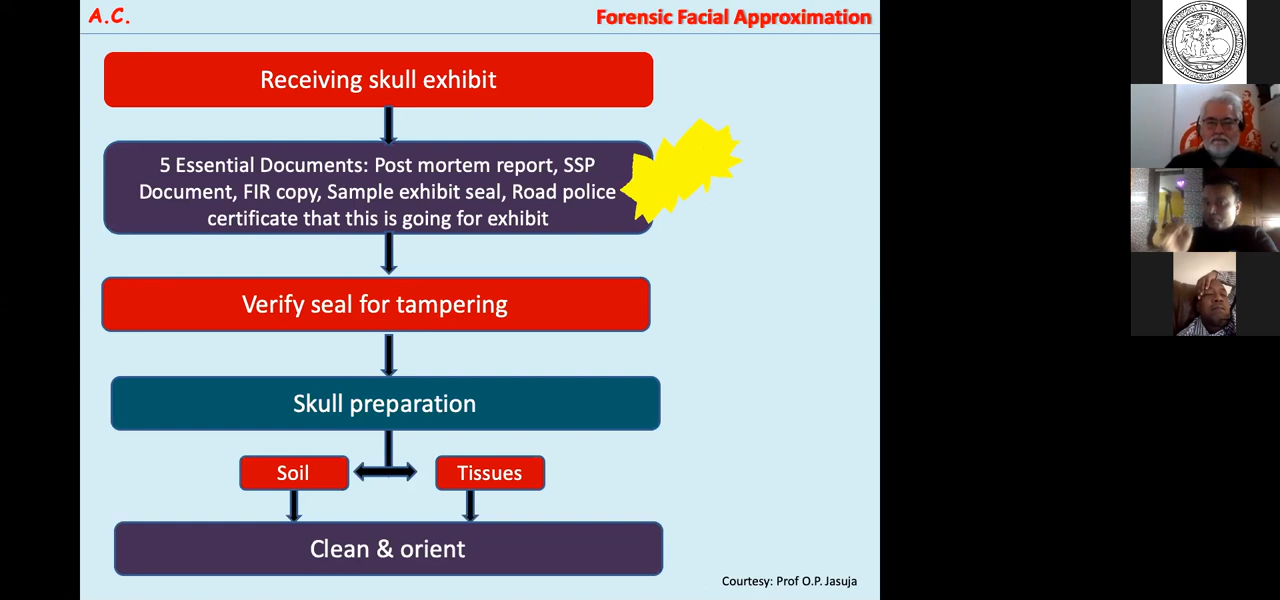 A.C.
Forensic Facial Approximation
Receiving skull exhibit
5 Essential Documents: Post mortem report, SSP
Document, FIR copy, Sample exhibit seal, Road police
certificate that this is going for exhibit
Verify seal for tampering
Skull preparation
Soil
Tissues
Clean & orient
Courtesy: Prof O.P. Jasuja